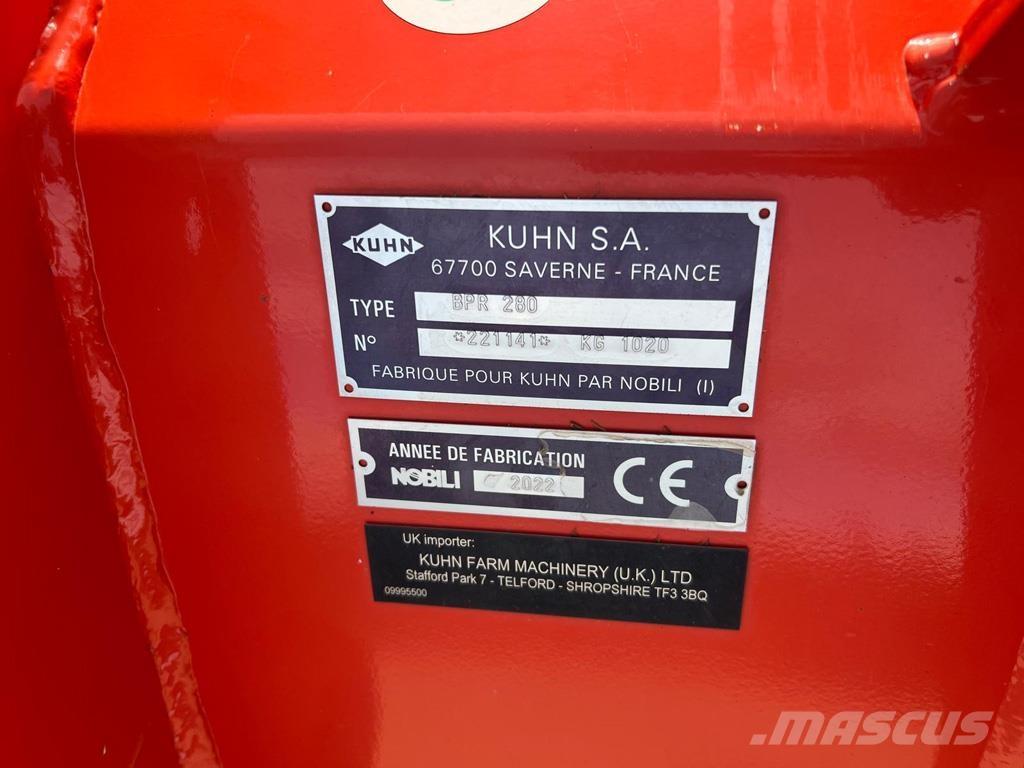 KUHN
KUHN S.A.
67700 SAVERNE - FRANCE
TYPE BPR 280
N° *221141* KG 1020
FABRIQUE POUR KUHN PAR NOBILI (I)
ANNEE DE FABRICATION
NOBILI 2022 CE
UK importer:
KUHN FARM MACHINERY (U.K.) LTD
Stafford Park 7 - TELFORD - SHROPSHIRE TF3 3BQ
09995500
MASCUS